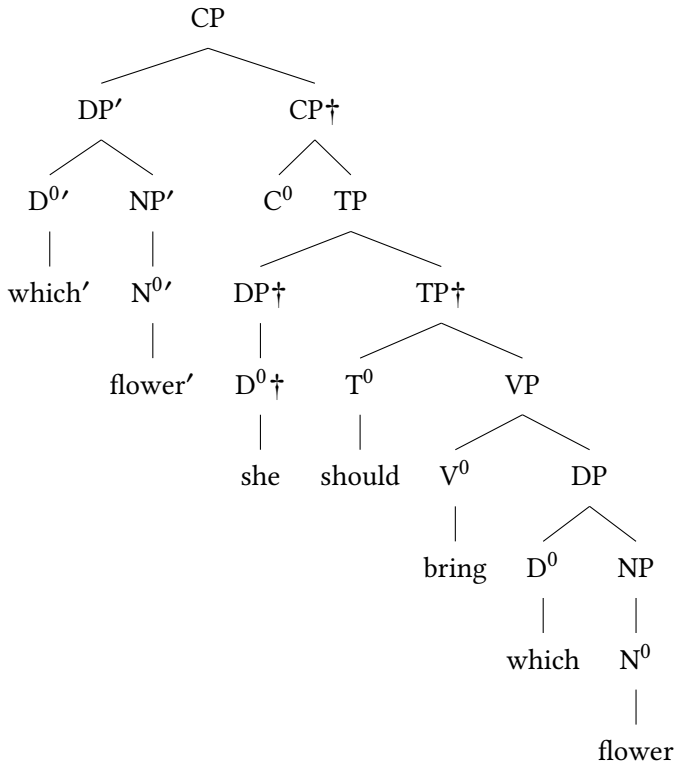 CP
DP′ CP†
D⁰′ NP′ C⁰ TP
which′ N⁰′ DP† TP†
flower′ D⁰† T⁰ VP
she should V⁰ DP
bring D⁰ NP
which N⁰
flower